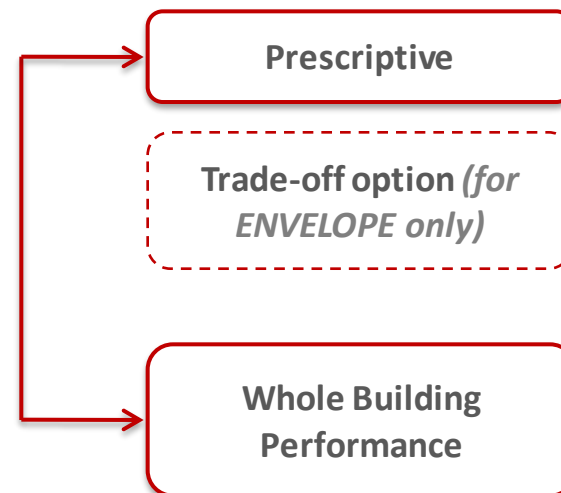 Prescriptive
Trade-off option (for
ENVELOPE only)
Whole Building
Performance